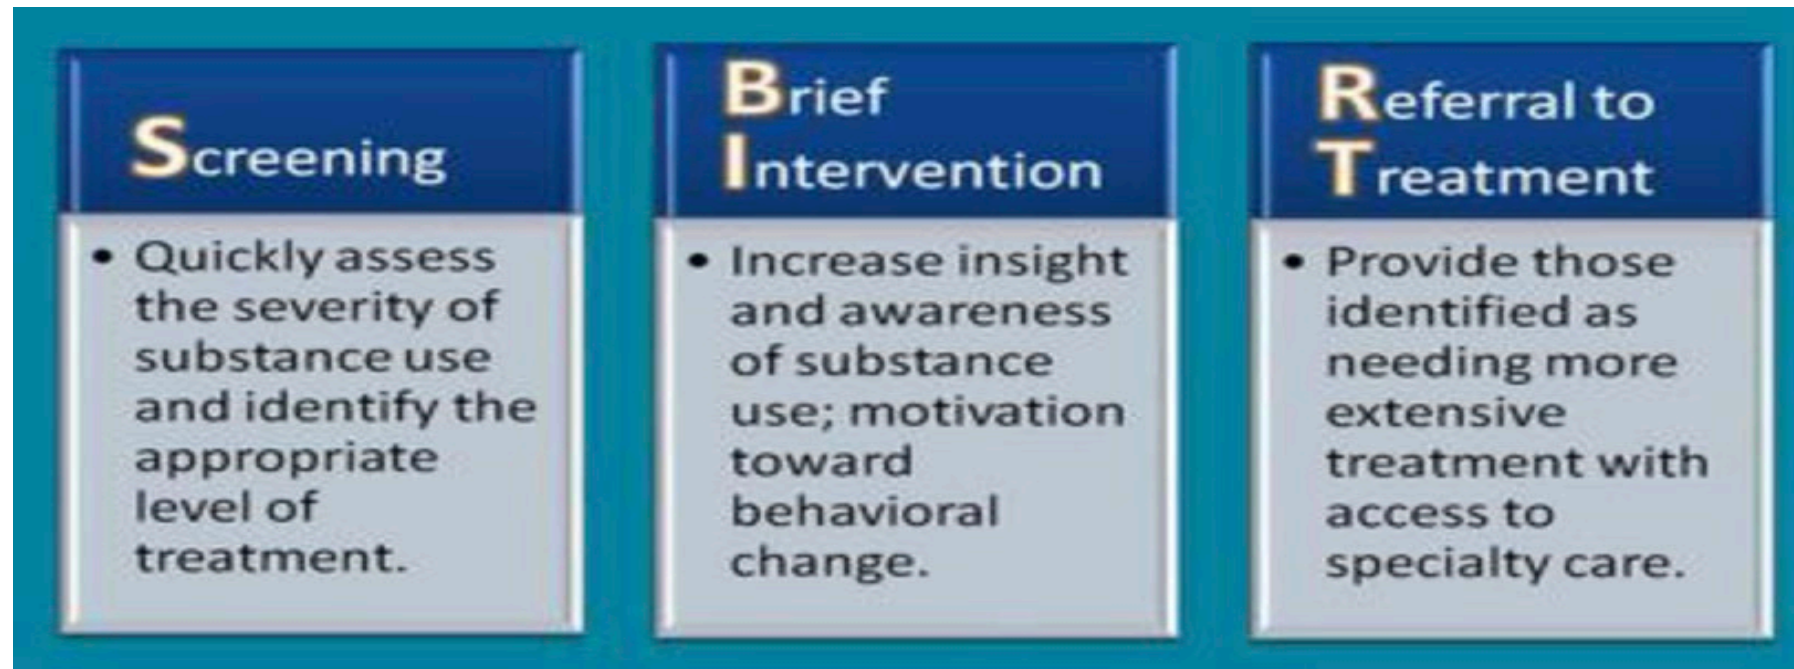 Screening
• Quickly assess
the severity of
substance use
and identify the
appropriate
level of
treatment.
Brief
Intervention
• Increase insight
and awareness
of substance
use; motivation
toward
behavioral
change.
Referral to
Treatment
• Provide those
identified as
needing more
extensive
treatment with
access to
specialty care.